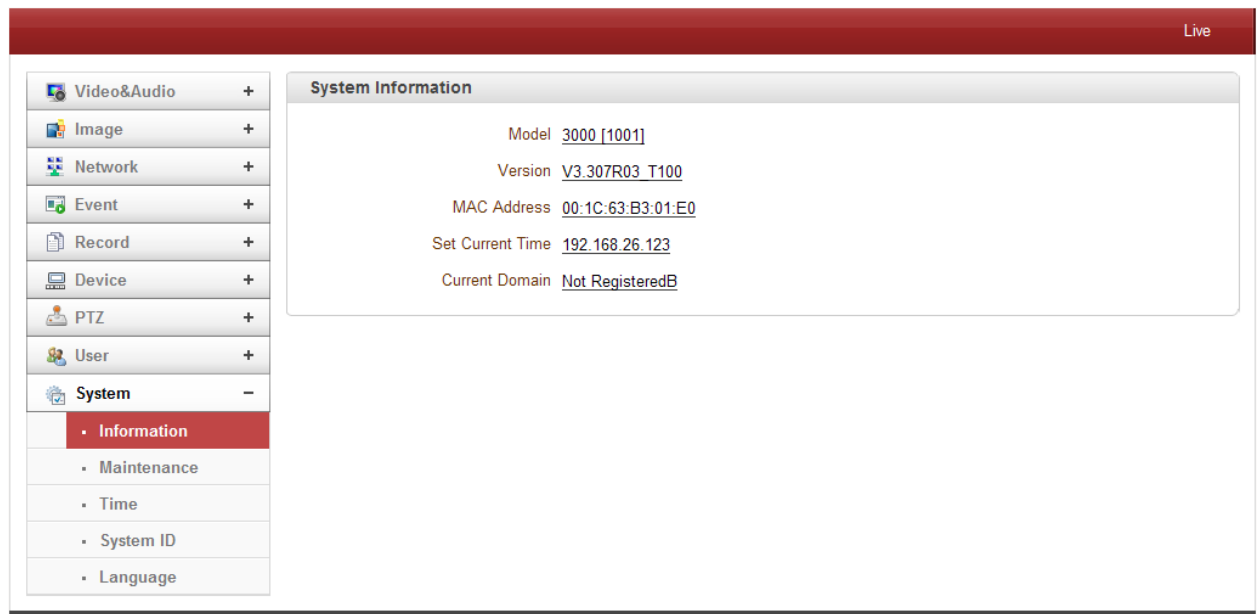 Live
Video&Audio +
Image +
Network +
Event +
Record +
Device +
PTZ +
User +
System −
Information
Maintenance
Time
System ID
Language
System Information
Model 3000 [1001]
Version V3.307R03_T100
MAC Address 00:1C:63:B3:01:E0
Set Current Time 192.168.26.123
Current Domain Not RegisteredB